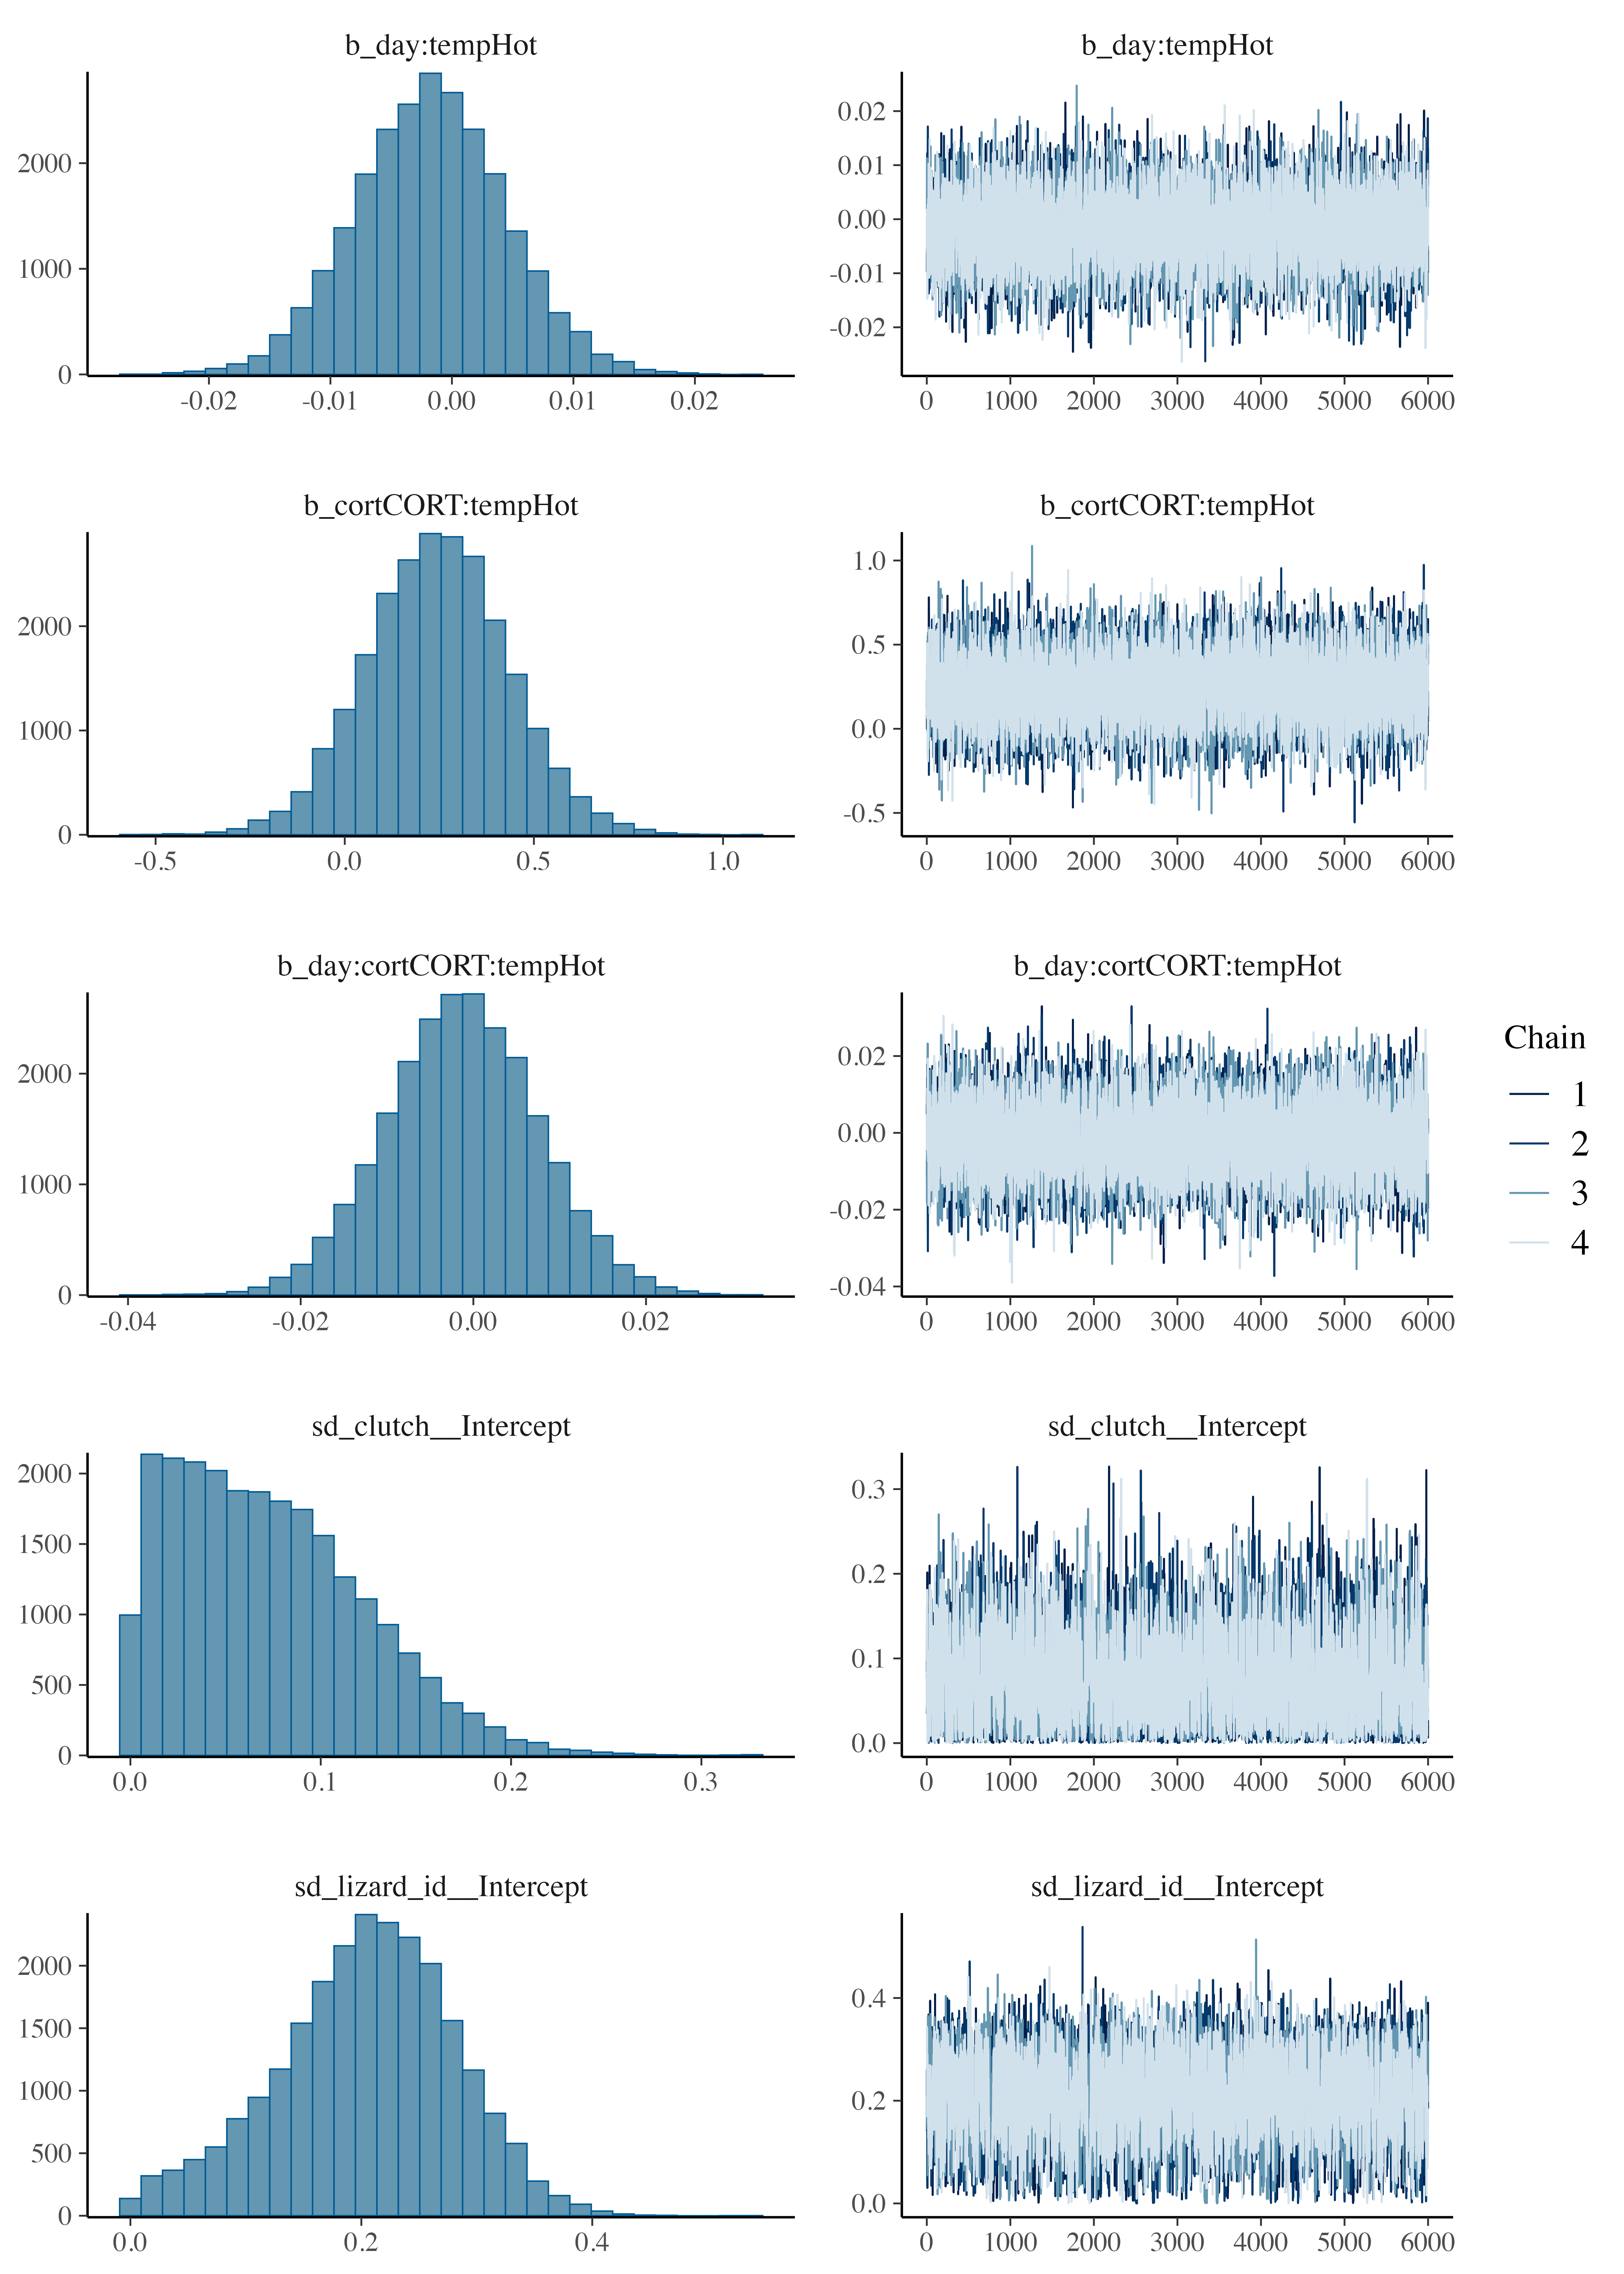 b_day:tempHot b_day:tempHot
2000
1000
0
-0.02 -0.01 0.00 0.01 0.02
0.02
0.01
0.00
-0.01
-0.02
0 1000 2000 3000 4000 5000 6000
b_cortCORT:tempHot b_cortCORT:tempHot
2000
1000
0
-0.5 0.0 0.5 1.0
1.0
0.5
0.0
-0.5
0 1000 2000 3000 4000 5000 6000
b_day:cortCORT:tempHot b_day:cortCORT:tempHot
2000
1000
0
-0.04 -0.02 0.00 0.02
0.02
0.00
-0.02
-0.04
0 1000 2000 3000 4000 5000 6000
Chain
1
2
3
4
sd_clutch__Intercept sd_clutch__Intercept
2000
1500
1000
500
0
0.0 0.1 0.2 0.3
0.3
0.2
0.1
0.0
0 1000 2000 3000 4000 5000 6000
sd_lizard_id__Intercept sd_lizard_id__Intercept
2000
1500
1000
500
0
0.0 0.2 0.4
0.4
0.2
0.0
0 1000 2000 3000 4000 5000 6000